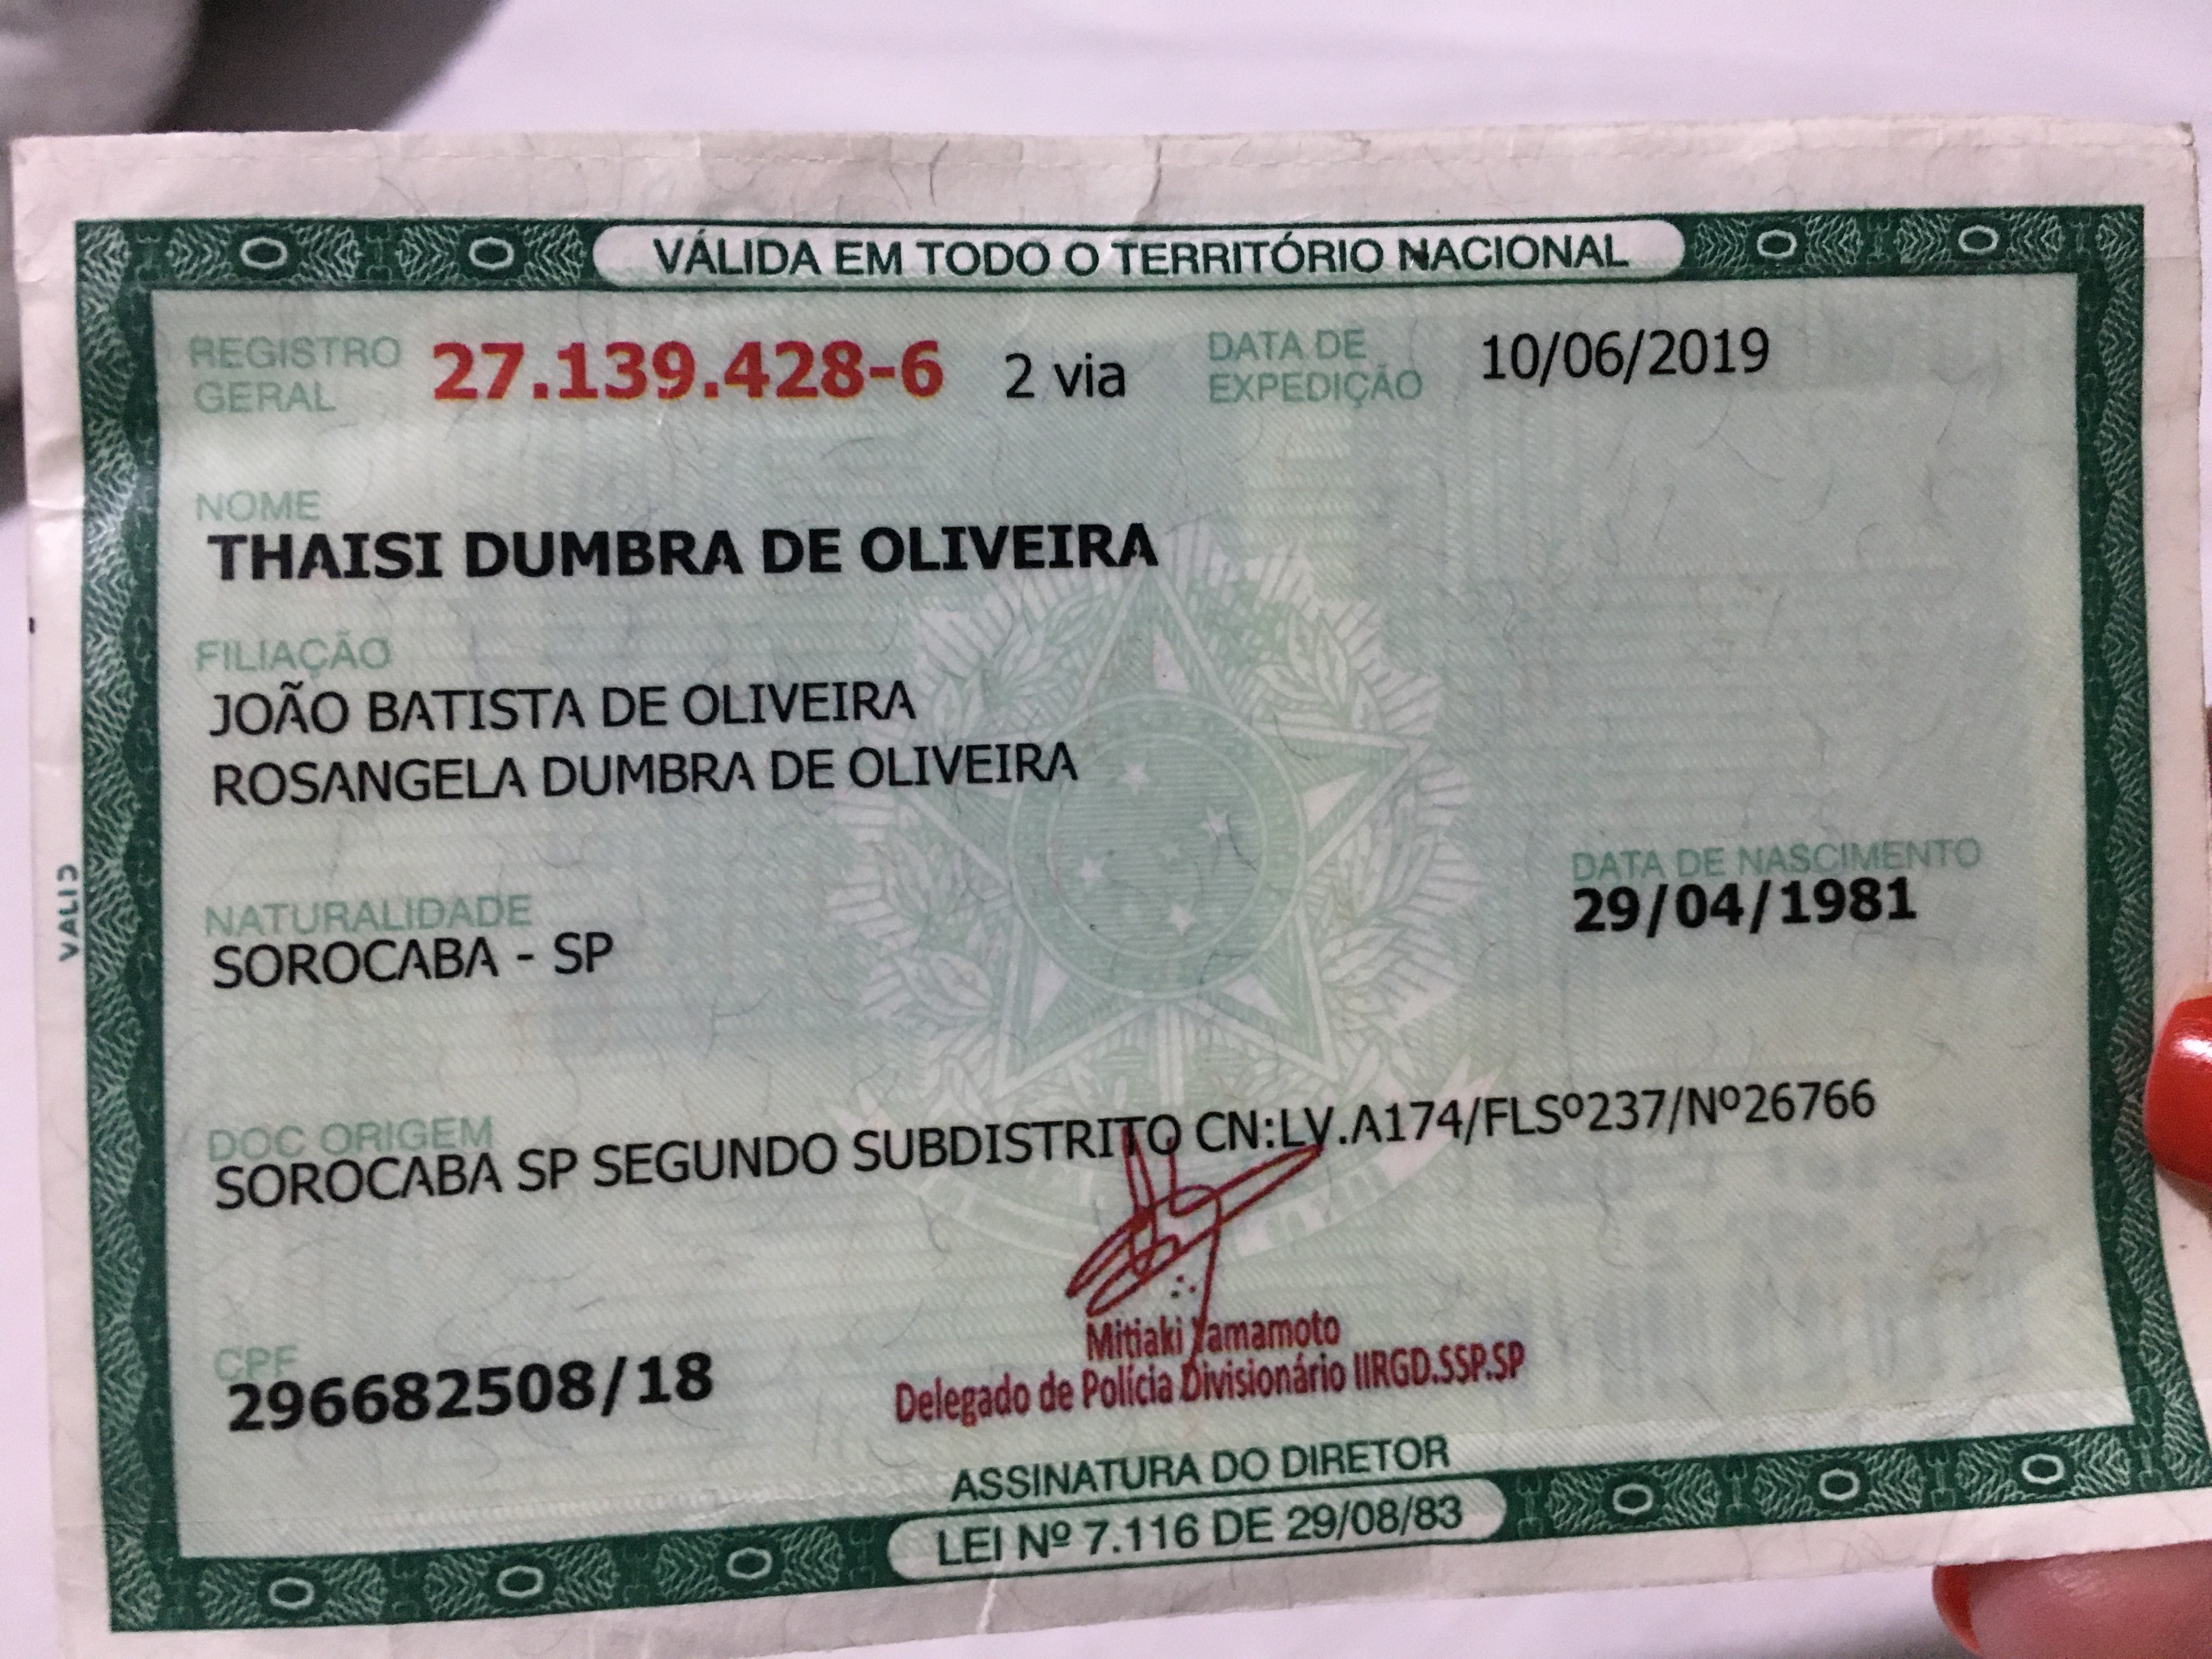 VÁLIDA EM TODO O TERRITÓRIO NACIONAL
REGISTRO GERAL 27.139.428-6 2 via DATA DE EXPEDIÇÃO 10/06/2019
NOME
THAISI DUMBRA DE OLIVEIRA
FILIAÇÃO
JOÃO BATISTA DE OLIVEIRA
ROSANGELA DUMBRA DE OLIVEIRA
NATURALIDADE
SOROCABA - SP
DATA DE NASCIMENTO
29/04/1981
DOC ORIGEM
SOROCABA SP SEGUNDO SUBDISTRITO CN:LV.A174/FLSº237/Nº26766
CPF
296682508/18
Mitiaki Yamamoto
Delegado de Polícia Divisionário IIRGD.SSP.SP
ASSINATURA DO DIRETOR
LEI Nº 7.116 DE 29/08/83